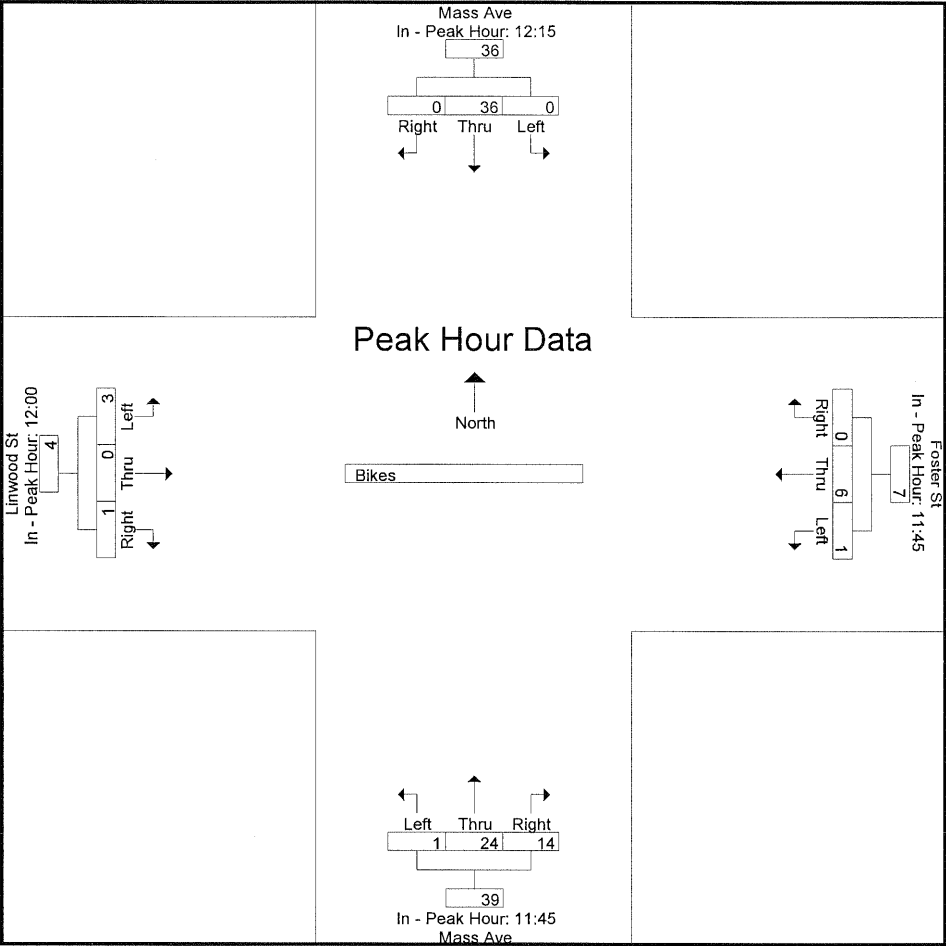 Mass Ave
In - Peak Hour: 12:15
36
0 36 0
Right Thru Left
Peak Hour Data
North
Bikes
Linwood St
In - Peak Hour: 12:00
4
3 0 1
Left Thru Right
Foster St
In - Peak Hour: 11:45
7
0 6 1
Right Thru Left
Left Thru Right
1 24 14
39
In - Peak Hour: 11:45
Mass Ave